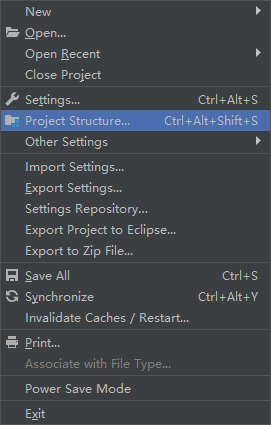 New
Open...
Open Recent
Close Project
Settings... Ctrl+Alt+S
Project Structure... Ctrl+Alt+Shift+S
Other Settings
Import Settings...
Export Settings...
Settings Repository...
Export Project to Eclipse...
Export to Zip File...
Save All Ctrl+S
Synchronize Ctrl+Alt+Y
Invalidate Caches / Restart...
Print...
Associate with File Type...
Power Save Mode
Exit